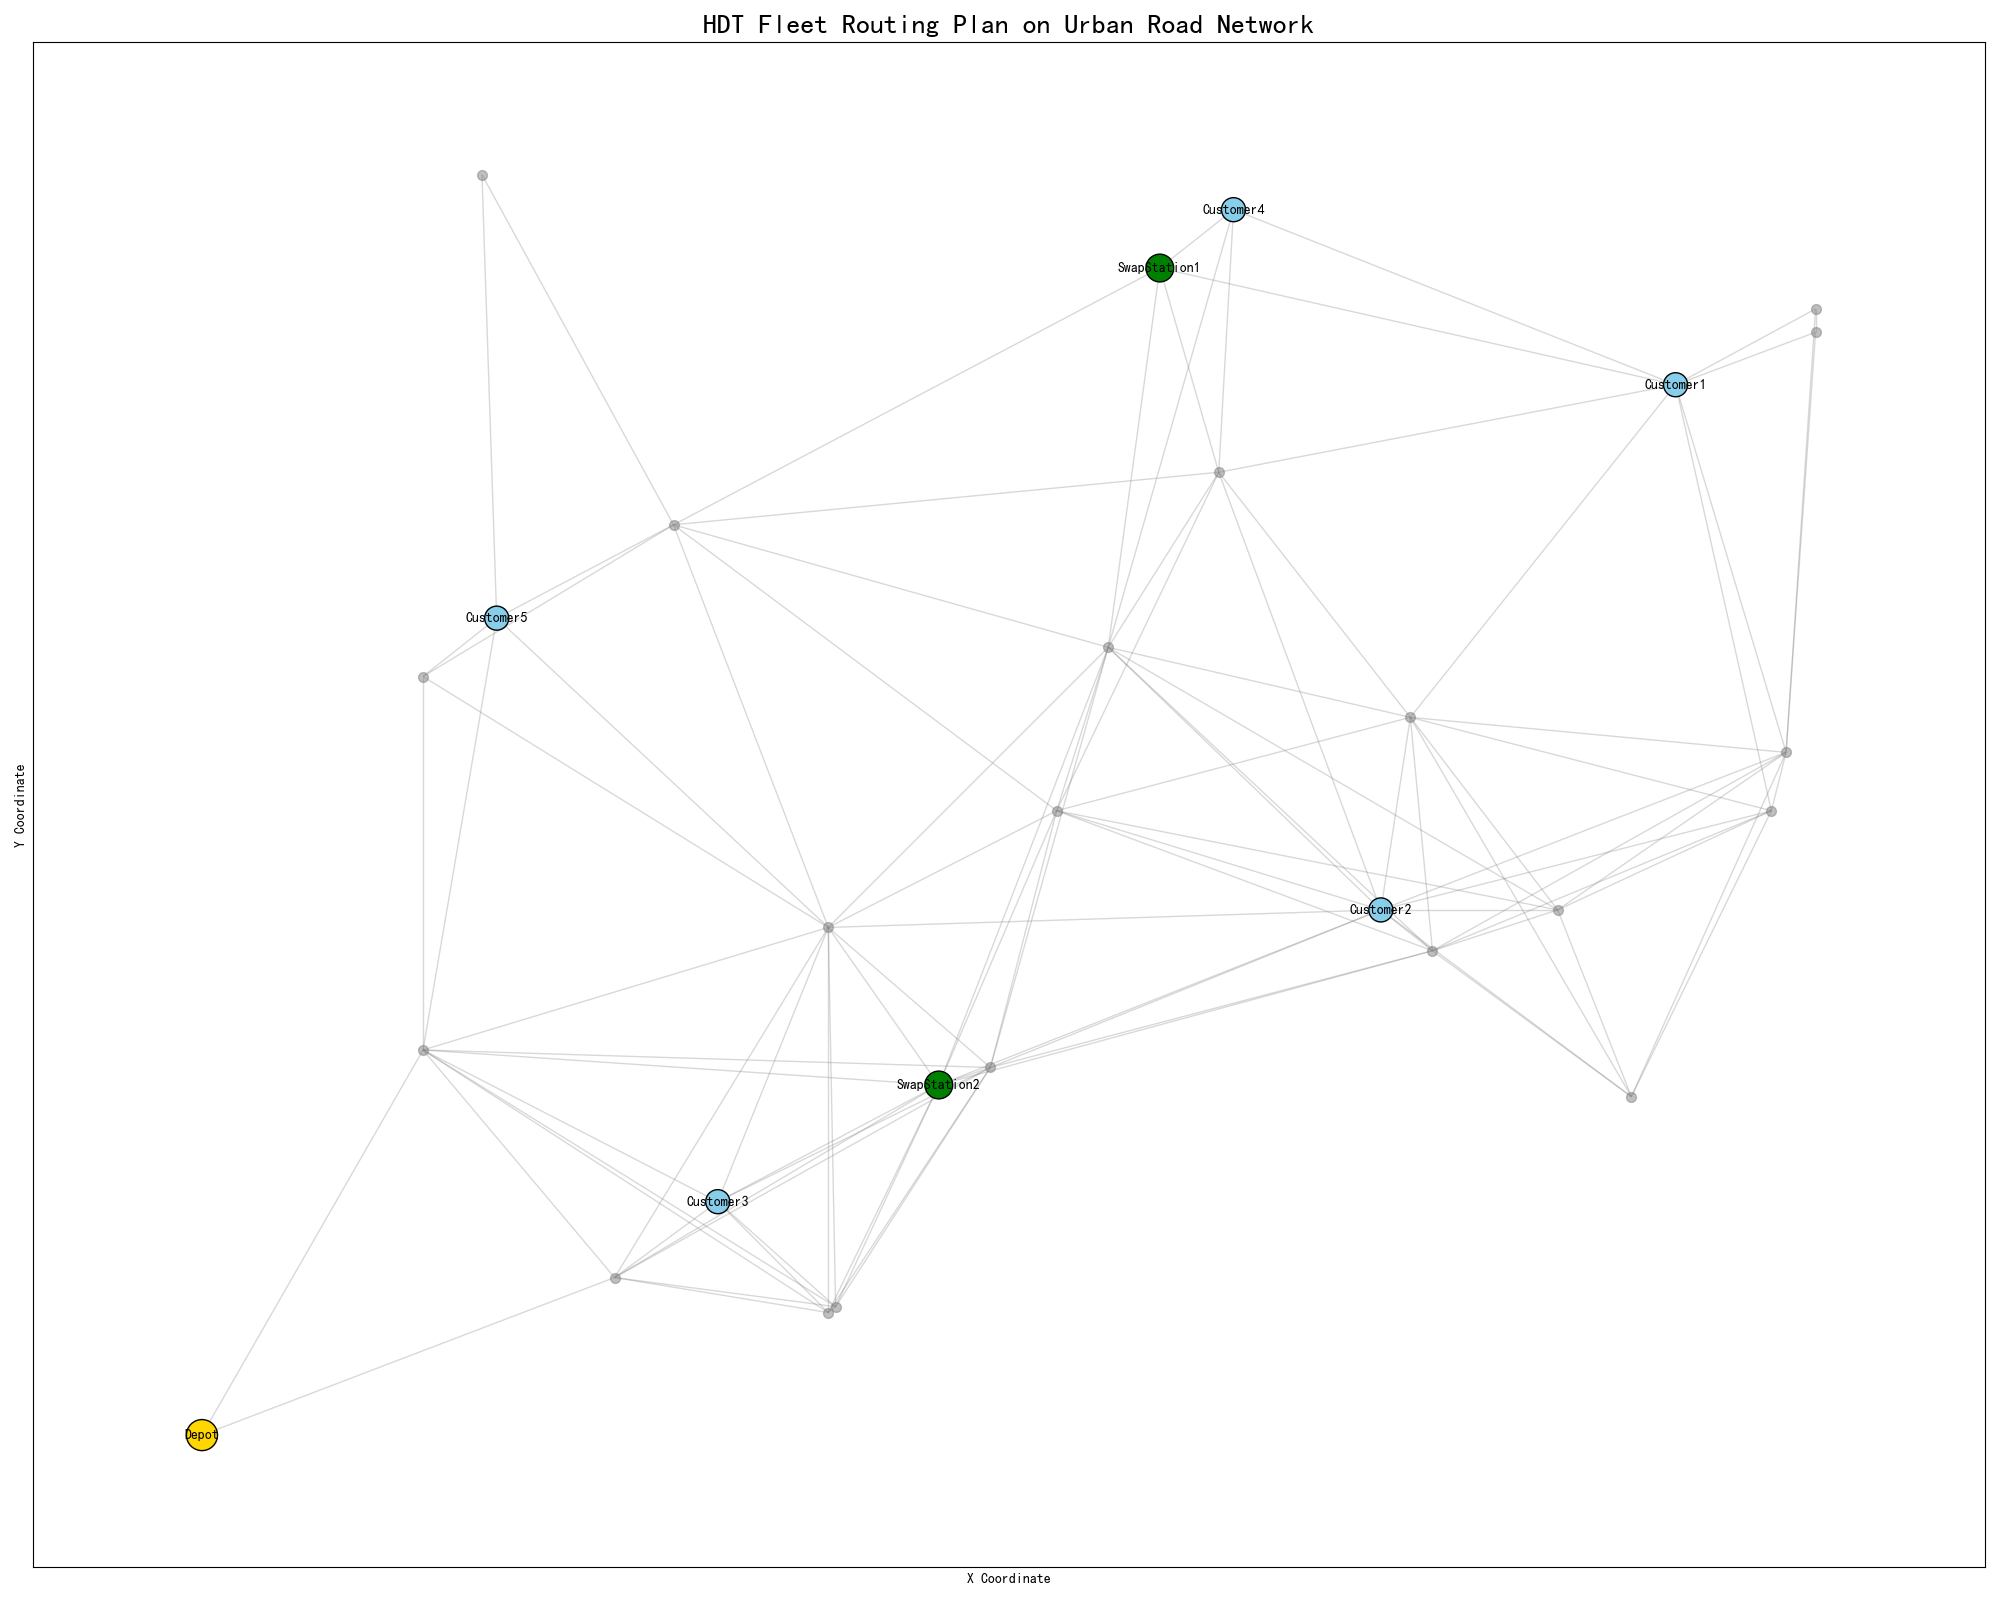 HDT Fleet Routing Plan on Urban Road Network
Customer4
SwapStation1
Customer1
Customer5
Y Coordinate
Customer2
SwapStation2
Customer3
Depot
X Coordinate